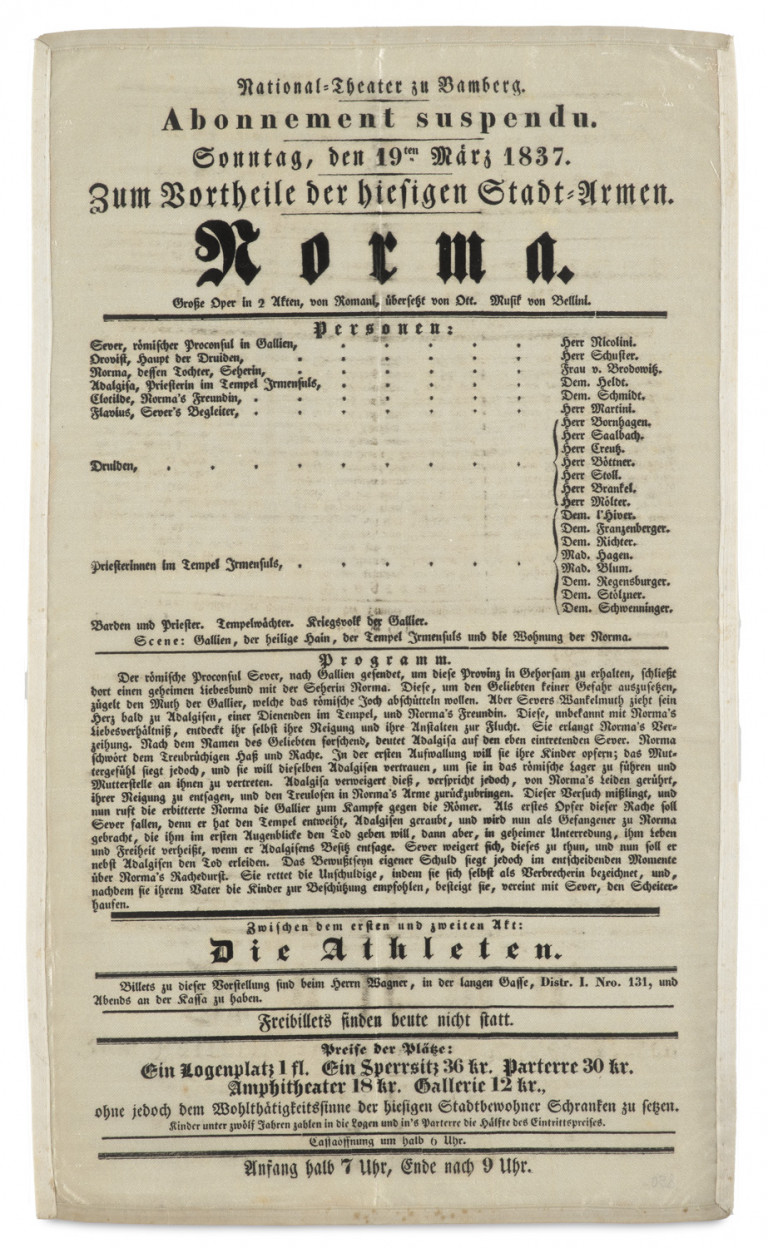 National-Theater zu Bamberg.
Abonnement suspendu.
Sonntag, den 19ten März 1837.
Zum Vortheile der hiesigen Stadt-Armen.
Norma.
Große Oper in 2 Akten, von Romani, übersetzt von Ott. Musik von Bellini.
Personen:
Sever, römischer Proconsul in Gallien, . . . . . Herr Nicolini.
Orovist, Haupt der Druiden, . . . . . . Herr Schuster.
Norma, dessen Tochter, Seherin, . . . . . . Frau v. Brodowitz.
Adalgisa, Priesterin im Tempel Irmensuls, . . . . . Dem. Heldt.
Clotilde, Norma's Freundin, . . . . . . . Dem. Schmidt.
Flavius, Sever's Begleiter, . . . . . . . Herr Martini.
Herr Bornhagen.
Herr Saalbach.
Herr Creutz.
Druiden, . . . . . . . . . Herr Böttner.
Herr Stoll.
Herr Brankel.
Herr Mölter.
Dem. l'Hiver.
Dem. Franzenberger.
Dem. Richter.
Mad. Hagen.
Priesterinnen im Tempel Irmensuls, . . . . . . Mad. Blum.
Dem. Regensburger.
Dem. Stölzner.
Dem. Schwenninger.
Barden und Priester. Tempelwächter. Kriegsvolk der Gallier.
Scene: Gallien, der heilige Hain, der Tempel Irmensuls und die Wohnung der Norma.
Programm.
Der römische Proconsul Sever, nach Gallien gesendet, um diese Provinz in Gehorsam zu erhalten, schließt
dort einen geheimen Liebesbund mit der Seherin Norma. Diese, um den Geliebten keiner Gefahr auszusetzen,
zügelt den Muth der Gallier, welche das römische Joch abschütteln wollen. Aber Severs Wankelmuth zieht sein
Herz bald zu Adalgisen, einer Dienenden im Tempel, und Norma's Freundin. Diese, unbekannt mit Norma's
Liebesverhältniß, entdeckt ihr selbst ihre Neigung und ihre Anstalten zur Flucht. Sie erlangt Norma's Ver-
zeihung. Nach dem Namen des Geliebten forschend, deutet Adalgisa auf den eben eintretenden Sever. Norma
schwört dem Treubrüchigen Haß und Rache. In der ersten Aufwallung will sie ihre Kinder opfern; das Mut-
tergefühl siegt jedoch, und sie will dieselben Adalgisen vertrauen, um sie in das römische Lager zu führen und
Mutterstelle an ihnen zu vertreten. Adalgisa verweigert dieß, verspricht jedoch, von Norma's Leiden gerührt,
ihrer Neigung zu entsagen, und den Treulosen in Norma's Arme zurückzubringen. Dieser Versuch mißlingt, und
nun ruft die erbitterte Norma die Gallier zum Kampfe gegen die Römer. Als erstes Opfer dieser Rache soll
Sever fallen, denn er hat den Tempel entweiht, Adalgisen geraubt, und wird nun als Gefangener zu Norma
gebracht, die ihm im ersten Augenblicke den Tod geben will, dann aber, in geheimer Unterredung, ihm Leben
und Freiheit verheißt, wenn er Adalgisens Besitz entsage. Sever weigert sich, dieses zu thun, und nun soll er
nebst Adalgisen den Tod erleiden. Das Bewußtseyn eigener Schuld siegt jedoch im entscheidenden Momente
über Norma's Rachedurst. Sie rettet die Unschuldige, indem sie sich selbst als Verbrecherin bezeichnet, und,
nachdem sie ihrem Vater die Kinder zur Beschützung empfohlen, besteigt sie, vereint mit Sever, den Scheiter-
haufen.
Zwischen dem ersten und zweiten Akt:
Die Athleten.
Billets zu dieser Vorstellung sind beim Herrn Wagner, in der langen Gasse, Distr. I. Nro. 131, und
Abends an der Kassa zu haben.
Freibillets finden heute nicht statt.
Preise der Plätze:
Ein Logenplatz 1 fl. Ein Sperrsitz 36 kr. Parterre 30 kr.
Amphitheater 18 kr. Gallerie 12 kr.,
ohne jedoch dem Wohlthätigkeitssinne der hiesigen Stadtbewohner Schranken zu setzen.
Kinder unter zwölf Jahren zahlen in die Logen und in's Parterre die Hälfte des Eintrittspreises.
Cassaöffnung um halb 6 Uhr.
Anfang halb 7 Uhr, Ende nach 9 Uhr.